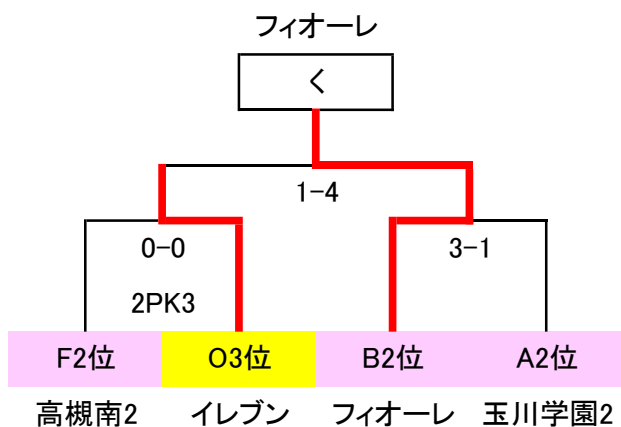 フィオーレ
く
1-4
0-0
3-1
2PK3
F2位 O3位 B2位 A2位
高槻南2 イレブン フィオーレ 玉川学園2